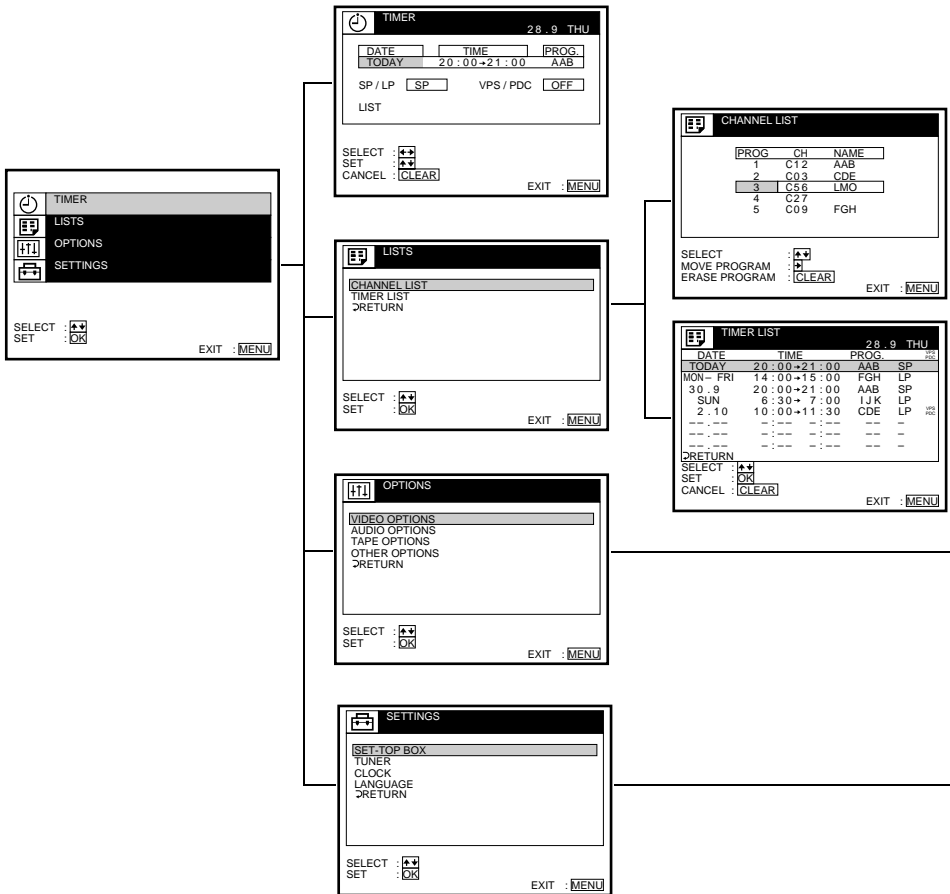 TIMER
LISTS
OPTIONS
SETTINGS
SELECT : ↑↓
SET : OK
EXIT : MENU
TIMER
28.9 THU
DATE TIME PROG.
TODAY 20:00→21:00 AAB
SP / LP SP VPS / PDC OFF
LIST
SELECT : ←→
SET : ↑↓
CANCEL : CLEAR
EXIT : MENU
LISTS
CHANNEL LIST
TIMER LIST
RETURN
SELECT : ↑↓
SET : OK
EXIT : MENU
CHANNEL LIST
PROG CH NAME
1 C12 AAB
2 C03 CDE
3 C56 LMO
4 C27
5 C09 FGH
SELECT : ↑↓
MOVE PROGRAM : →
ERASE PROGRAM : CLEAR
EXIT : MENU
TIMER LIST
28.9 THU
DATE TIME PROG. VPS PDC
TODAY 20:00→21:00 AAB SP
MON– FRI 14:00→15:00 FGH LP
30.9 20:00→21:00 AAB SP
SUN 6:30→ 7:00 IJK LP
2.10 10:00→11:30 CDE LP VPS PDC
––.–– –:–– –:–– –– –
––.–– –:–– –:–– –– –
––.–– –:–– –:–– –– –
RETURN
SELECT : ↑↓
SET : OK
CANCEL : CLEAR
EXIT : MENU
OPTIONS
VIDEO OPTIONS
AUDIO OPTIONS
TAPE OPTIONS
OTHER OPTIONS
RETURN
SELECT : ↑↓
SET : OK
EXIT : MENU
SETTINGS
SET-TOP BOX
TUNER
CLOCK
LANGUAGE
RETURN
SELECT : ↑↓
SET : OK
EXIT : MENU